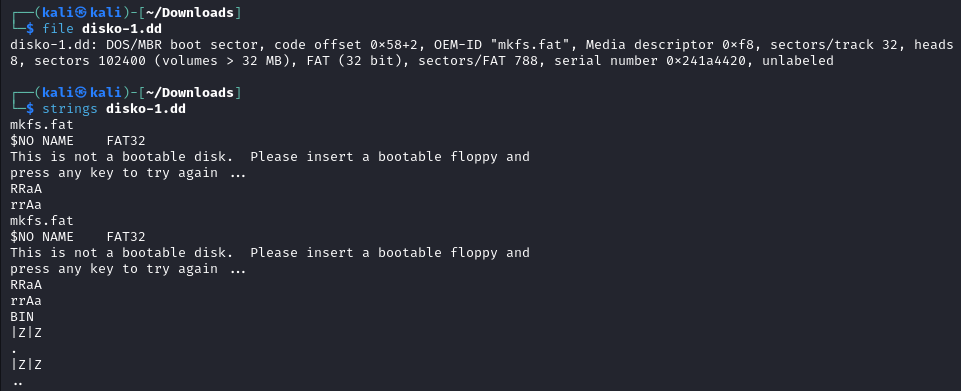 ┌──(kali㉿kali)-[~/Downloads]
└─$ file disko-1.dd
disko-1.dd: DOS/MBR boot sector, code offset 0×58+2, OEM-ID "mkfs.fat", Media descriptor 0×f8, sectors/track 32, heads
8, sectors 102400 (volumes > 32 MB), FAT (32 bit), sectors/FAT 788, serial number 0×241a4420, unlabeled
┌──(kali㉿kali)-[~/Downloads]
└─$ strings disko-1.dd
mkfs.fat
$NO NAME    FAT32
This is not a bootable disk.  Please insert a bootable floppy and
press any key to try again ...
RRaA
rrAa
mkfs.fat
$NO NAME    FAT32
This is not a bootable disk.  Please insert a bootable floppy and
press any key to try again ...
RRaA
rrAa
BIN
|Z|Z
.
|Z|Z
..